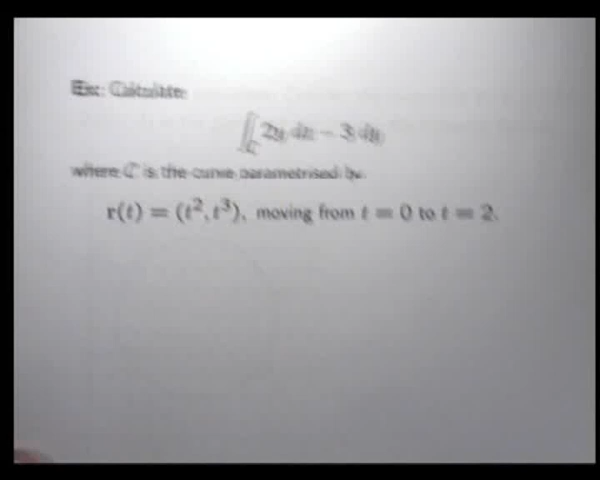 Ex: Calculate
∫_C 2y dx − 3 dy
where C is the curve parametrised by
r(t) = (t², t³), moving from t = 0 to t = 2.